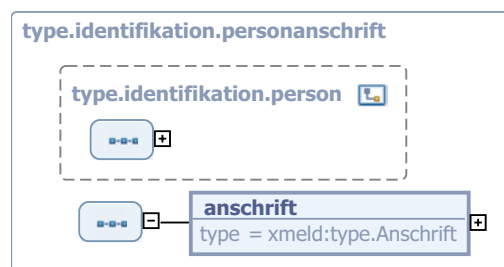 type.identifikation.personanschrift
type.identifikation.person
anschrift
type = xmeld:type.Anschrift